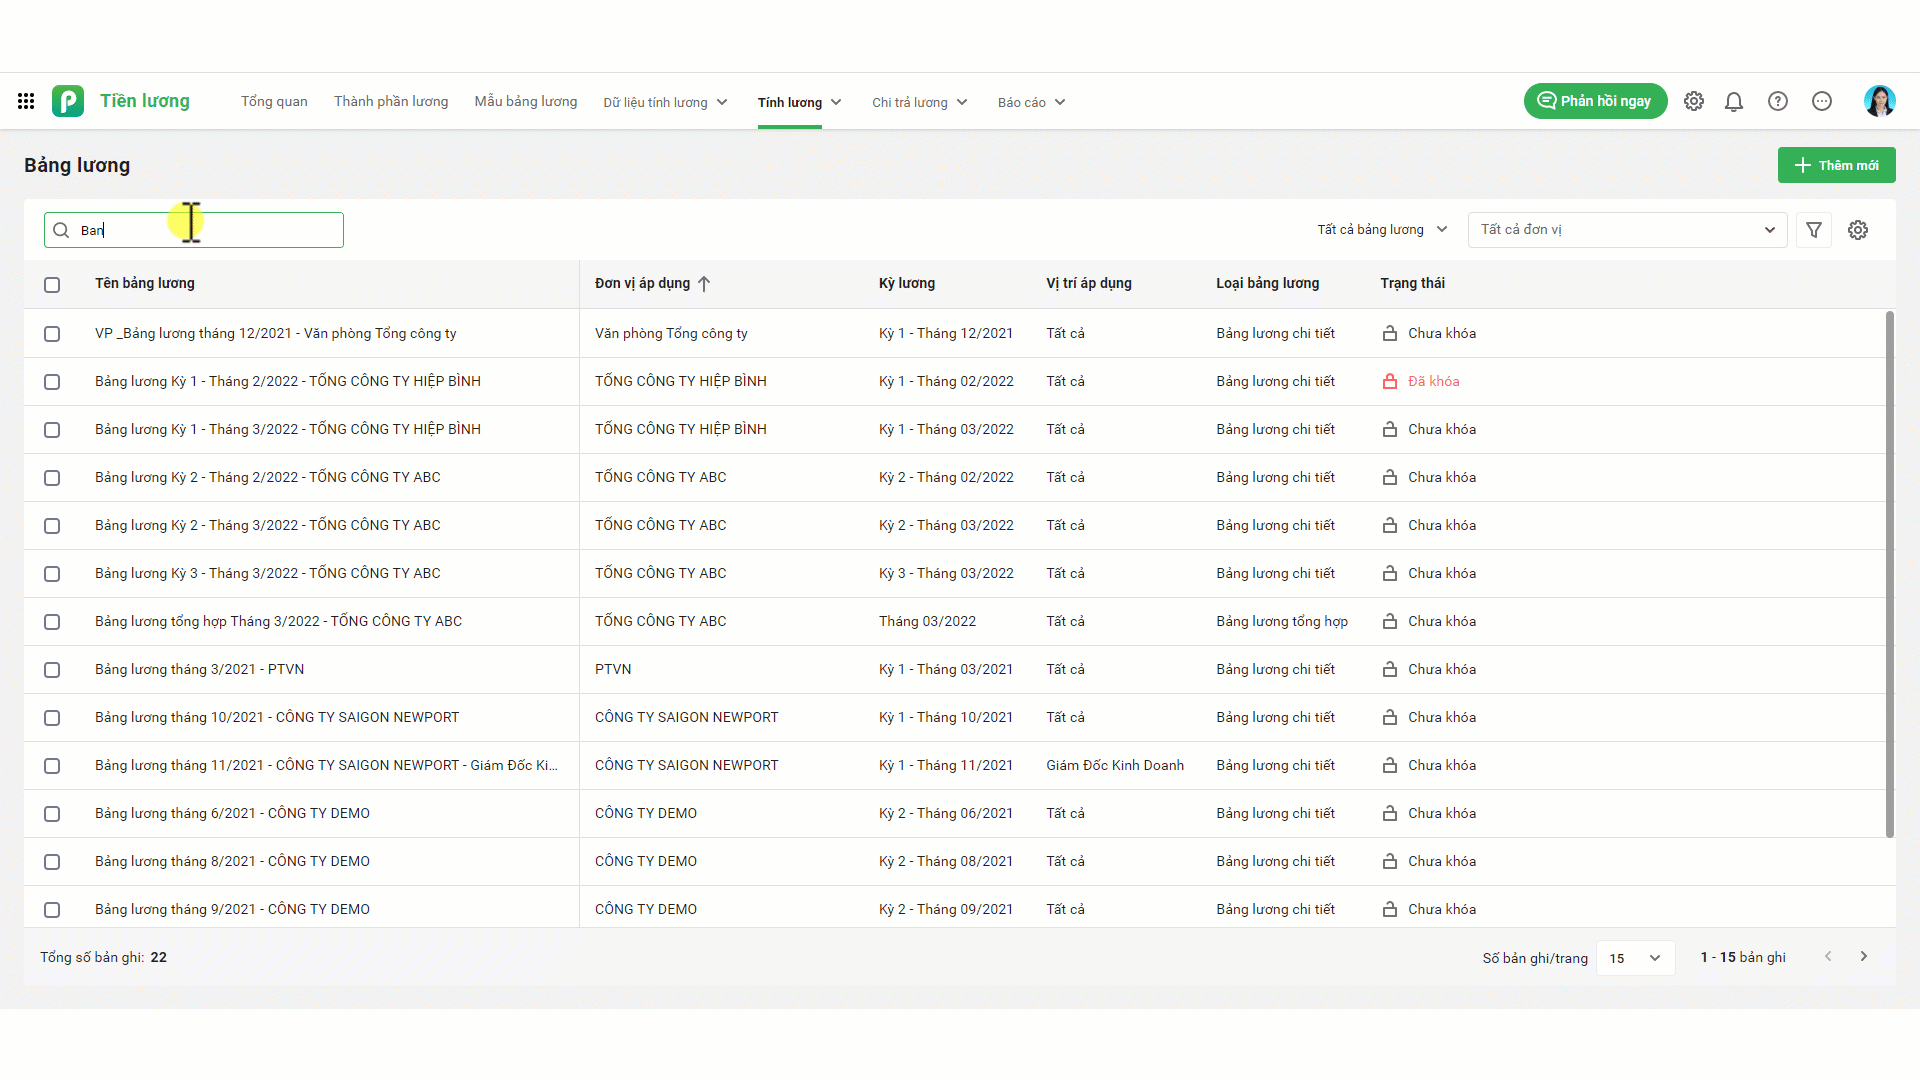 Tiền lương Tổng quan Thành phần lương Mẫu bảng lương Dữ liệu tính lương Tính lương Chi trả lương Báo cáo Phản hồi ngay
Bảng lương Thêm mới
Ban Tất cả bảng lương Tất cả đơn vị
Tên bảng lương Đơn vị áp dụng Kỳ lương Vị trí áp dụng Loại bảng lương Trạng thái
VP _Bảng lương tháng 12/2021 - Văn phòng Tổng công ty Văn phòng Tổng công ty Kỳ 1 - Tháng 12/2021 Tất cả Bảng lương chi tiết Chưa khóa
Bảng lương Kỳ 1 - Tháng 2/2022 - TỔNG CÔNG TY HIỆP BÌNH TỔNG CÔNG TY HIỆP BÌNH Kỳ 1 - Tháng 02/2022 Tất cả Bảng lương chi tiết Đã khóa
Bảng lương Kỳ 1 - Tháng 3/2022 - TỔNG CÔNG TY HIỆP BÌNH TỔNG CÔNG TY HIỆP BÌNH Kỳ 1 - Tháng 03/2022 Tất cả Bảng lương chi tiết Chưa khóa
Bảng lương Kỳ 2 - Tháng 2/2022 - TỔNG CÔNG TY ABC TỔNG CÔNG TY ABC Kỳ 2 - Tháng 02/2022 Tất cả Bảng lương chi tiết Chưa khóa
Bảng lương Kỳ 2 - Tháng 3/2022 - TỔNG CÔNG TY ABC TỔNG CÔNG TY ABC Kỳ 2 - Tháng 03/2022 Tất cả Bảng lương chi tiết Chưa khóa
Bảng lương Kỳ 3 - Tháng 3/2022 - TỔNG CÔNG TY ABC TỔNG CÔNG TY ABC Kỳ 3 - Tháng 03/2022 Tất cả Bảng lương chi tiết Chưa khóa
Bảng lương tổng hợp Tháng 3/2022 - TỔNG CÔNG TY ABC TỔNG CÔNG TY ABC Tháng 03/2022 Tất cả Bảng lương tổng hợp Chưa khóa
Bảng lương tháng 3/2021 - PTVN PTVN Kỳ 1 - Tháng 03/2021 Tất cả Bảng lương chi tiết Chưa khóa
Bảng lương tháng 10/2021 - CÔNG TY SAIGON NEWPORT CÔNG TY SAIGON NEWPORT Kỳ 1 - Tháng 10/2021 Tất cả Bảng lương chi tiết Chưa khóa
Bảng lương tháng 11/2021 - CÔNG TY SAIGON NEWPORT - Giám Đốc Ki... CÔNG TY SAIGON NEWPORT Kỳ 1 - Tháng 11/2021 Giám Đốc Kinh Doanh Bảng lương chi tiết Chưa khóa
Bảng lương tháng 6/2021 - CÔNG TY DEMO CÔNG TY DEMO Kỳ 2 - Tháng 06/2021 Tất cả Bảng lương chi tiết Chưa khóa
Bảng lương tháng 8/2021 - CÔNG TY DEMO CÔNG TY DEMO Kỳ 2 - Tháng 08/2021 Tất cả Bảng lương chi tiết Chưa khóa
Bảng lương tháng 9/2021 - CÔNG TY DEMO CÔNG TY DEMO Kỳ 2 - Tháng 09/2021 Tất cả Bảng lương chi tiết Chưa khóa
Tổng số bản ghi: 22 Số bản ghi/trang 15 1 - 15 bản ghi